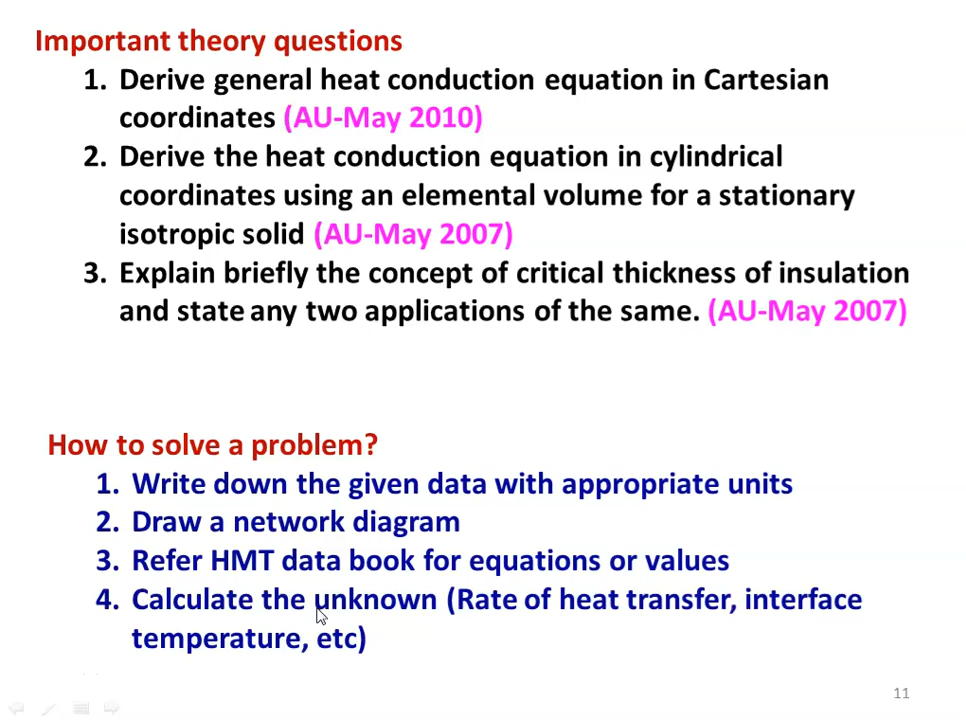 Important theory questions
1. Derive general heat conduction equation in Cartesian
coordinates (AU-May 2010)
2. Derive the heat conduction equation in cylindrical
coordinates using an elemental volume for a stationary
isotropic solid (AU-May 2007)
3. Explain briefly the concept of critical thickness of insulation
and state any two applications of the same. (AU-May 2007)
How to solve a problem?
1. Write down the given data with appropriate units
2. Draw a network diagram
3. Refer HMT data book for equations or values
4. Calculate the unknown (Rate of heat transfer, interface
temperature, etc)
11